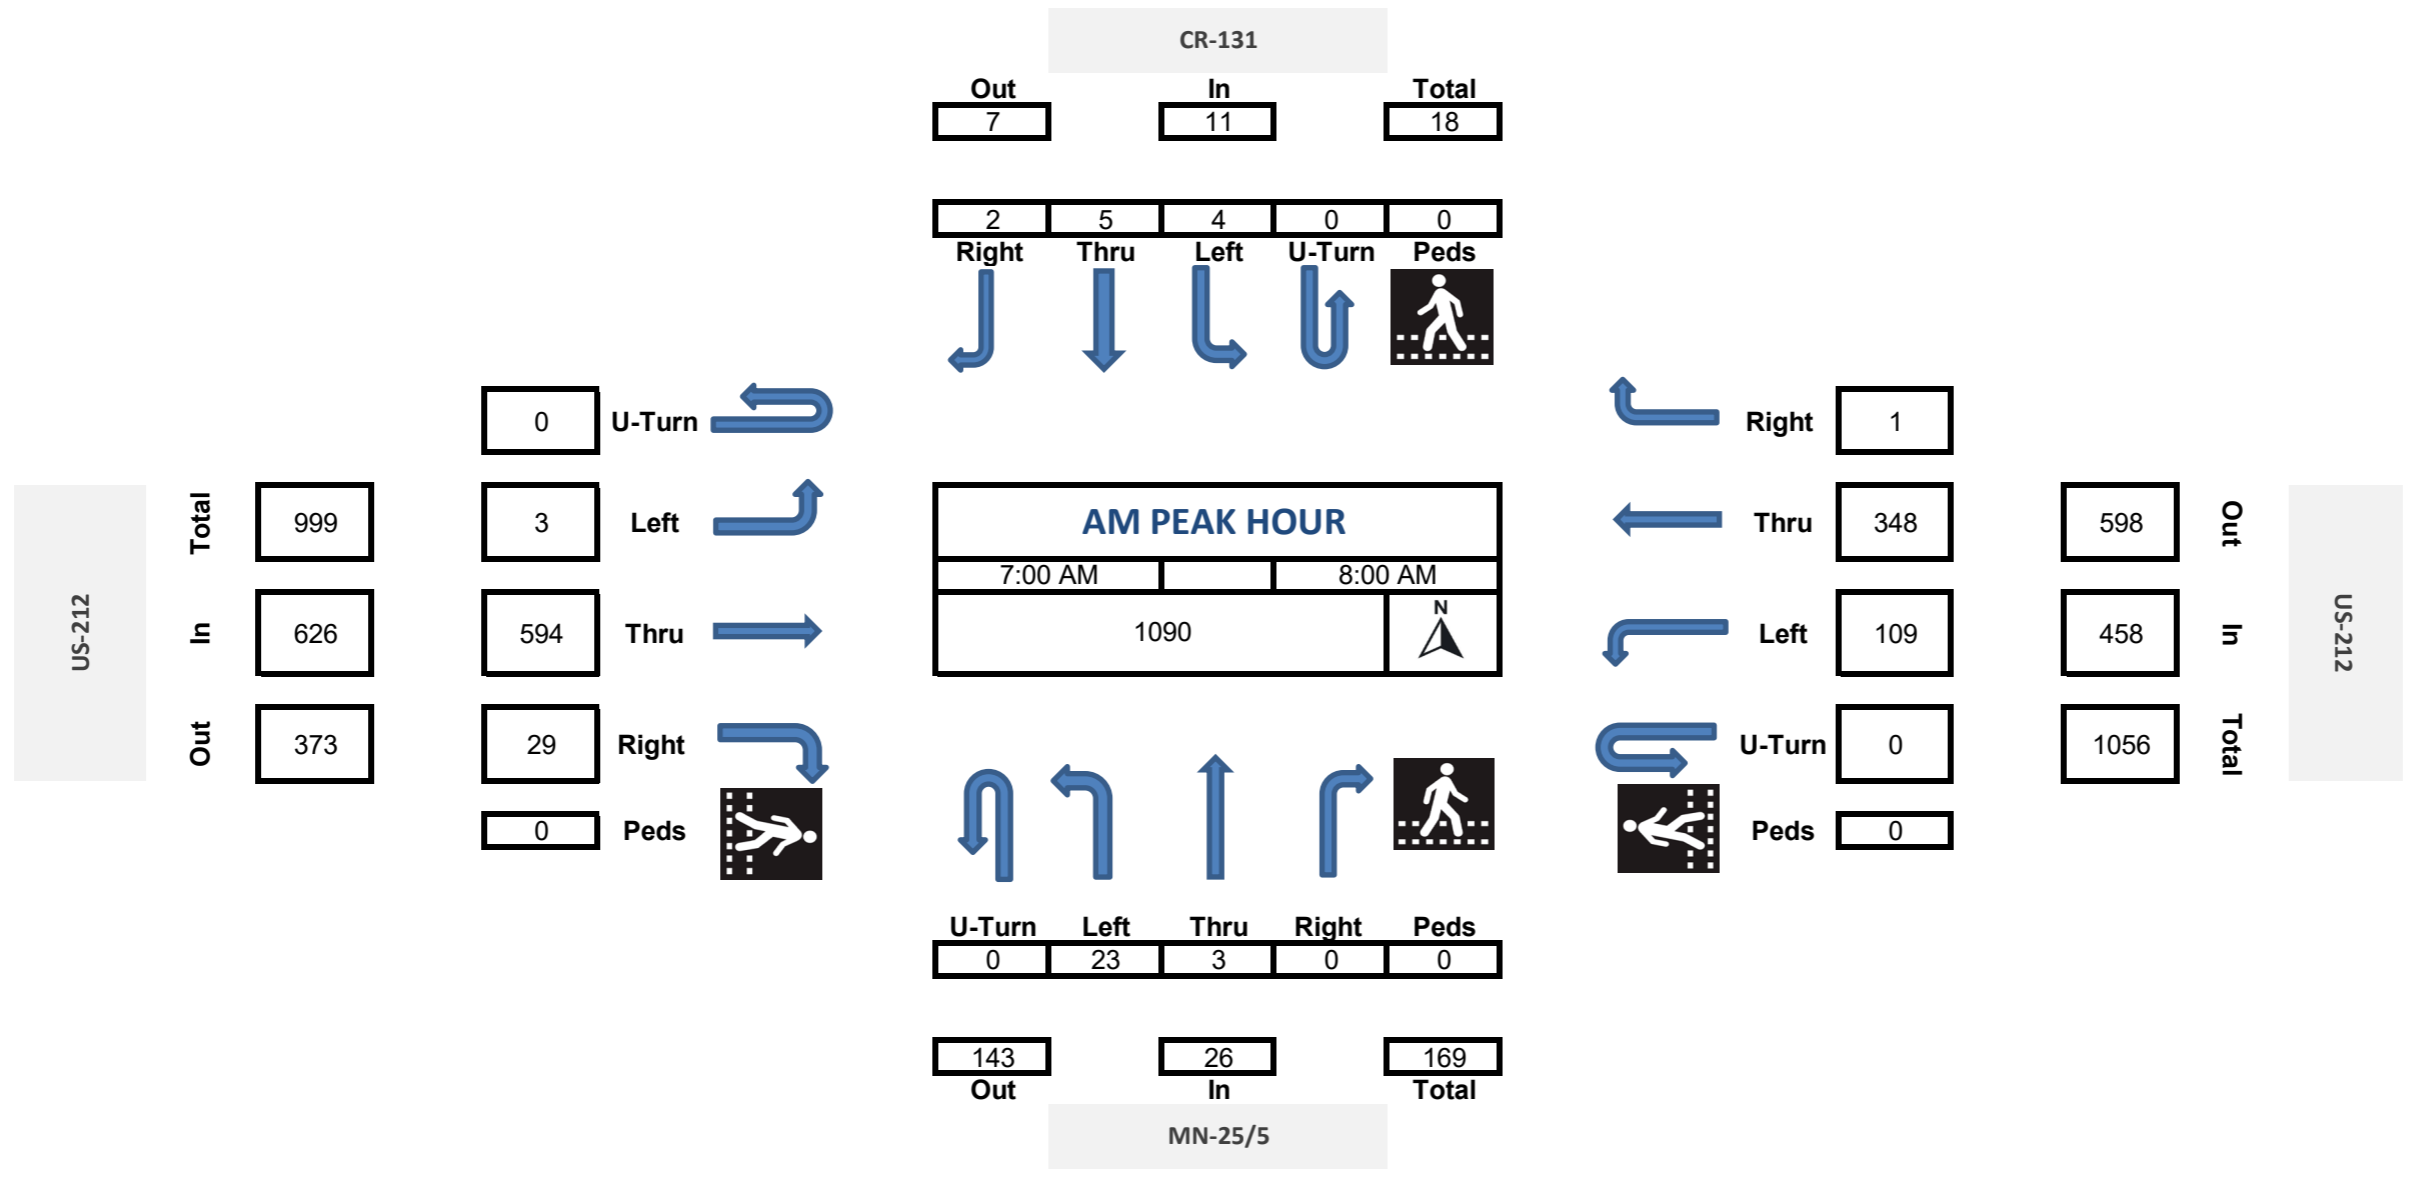 CR-131
Out In Total
7 11 18
2 5 4 0 0
Right Thru Left U-Turn Peds
0 U-Turn Right 1
Total 999 3 Left AM PEAK HOUR Thru 348 598 Out
7:00 AM 8:00 AM
US-212 In 626 594 Thru 1090 N Left 109 458 In US-212
Out 373 29 Right U-Turn 0 1056 Total
0 Peds Peds 0
U-Turn Left Thru Right Peds
0 23 3 0 0
143 26 169
Out In Total
MN-25/5